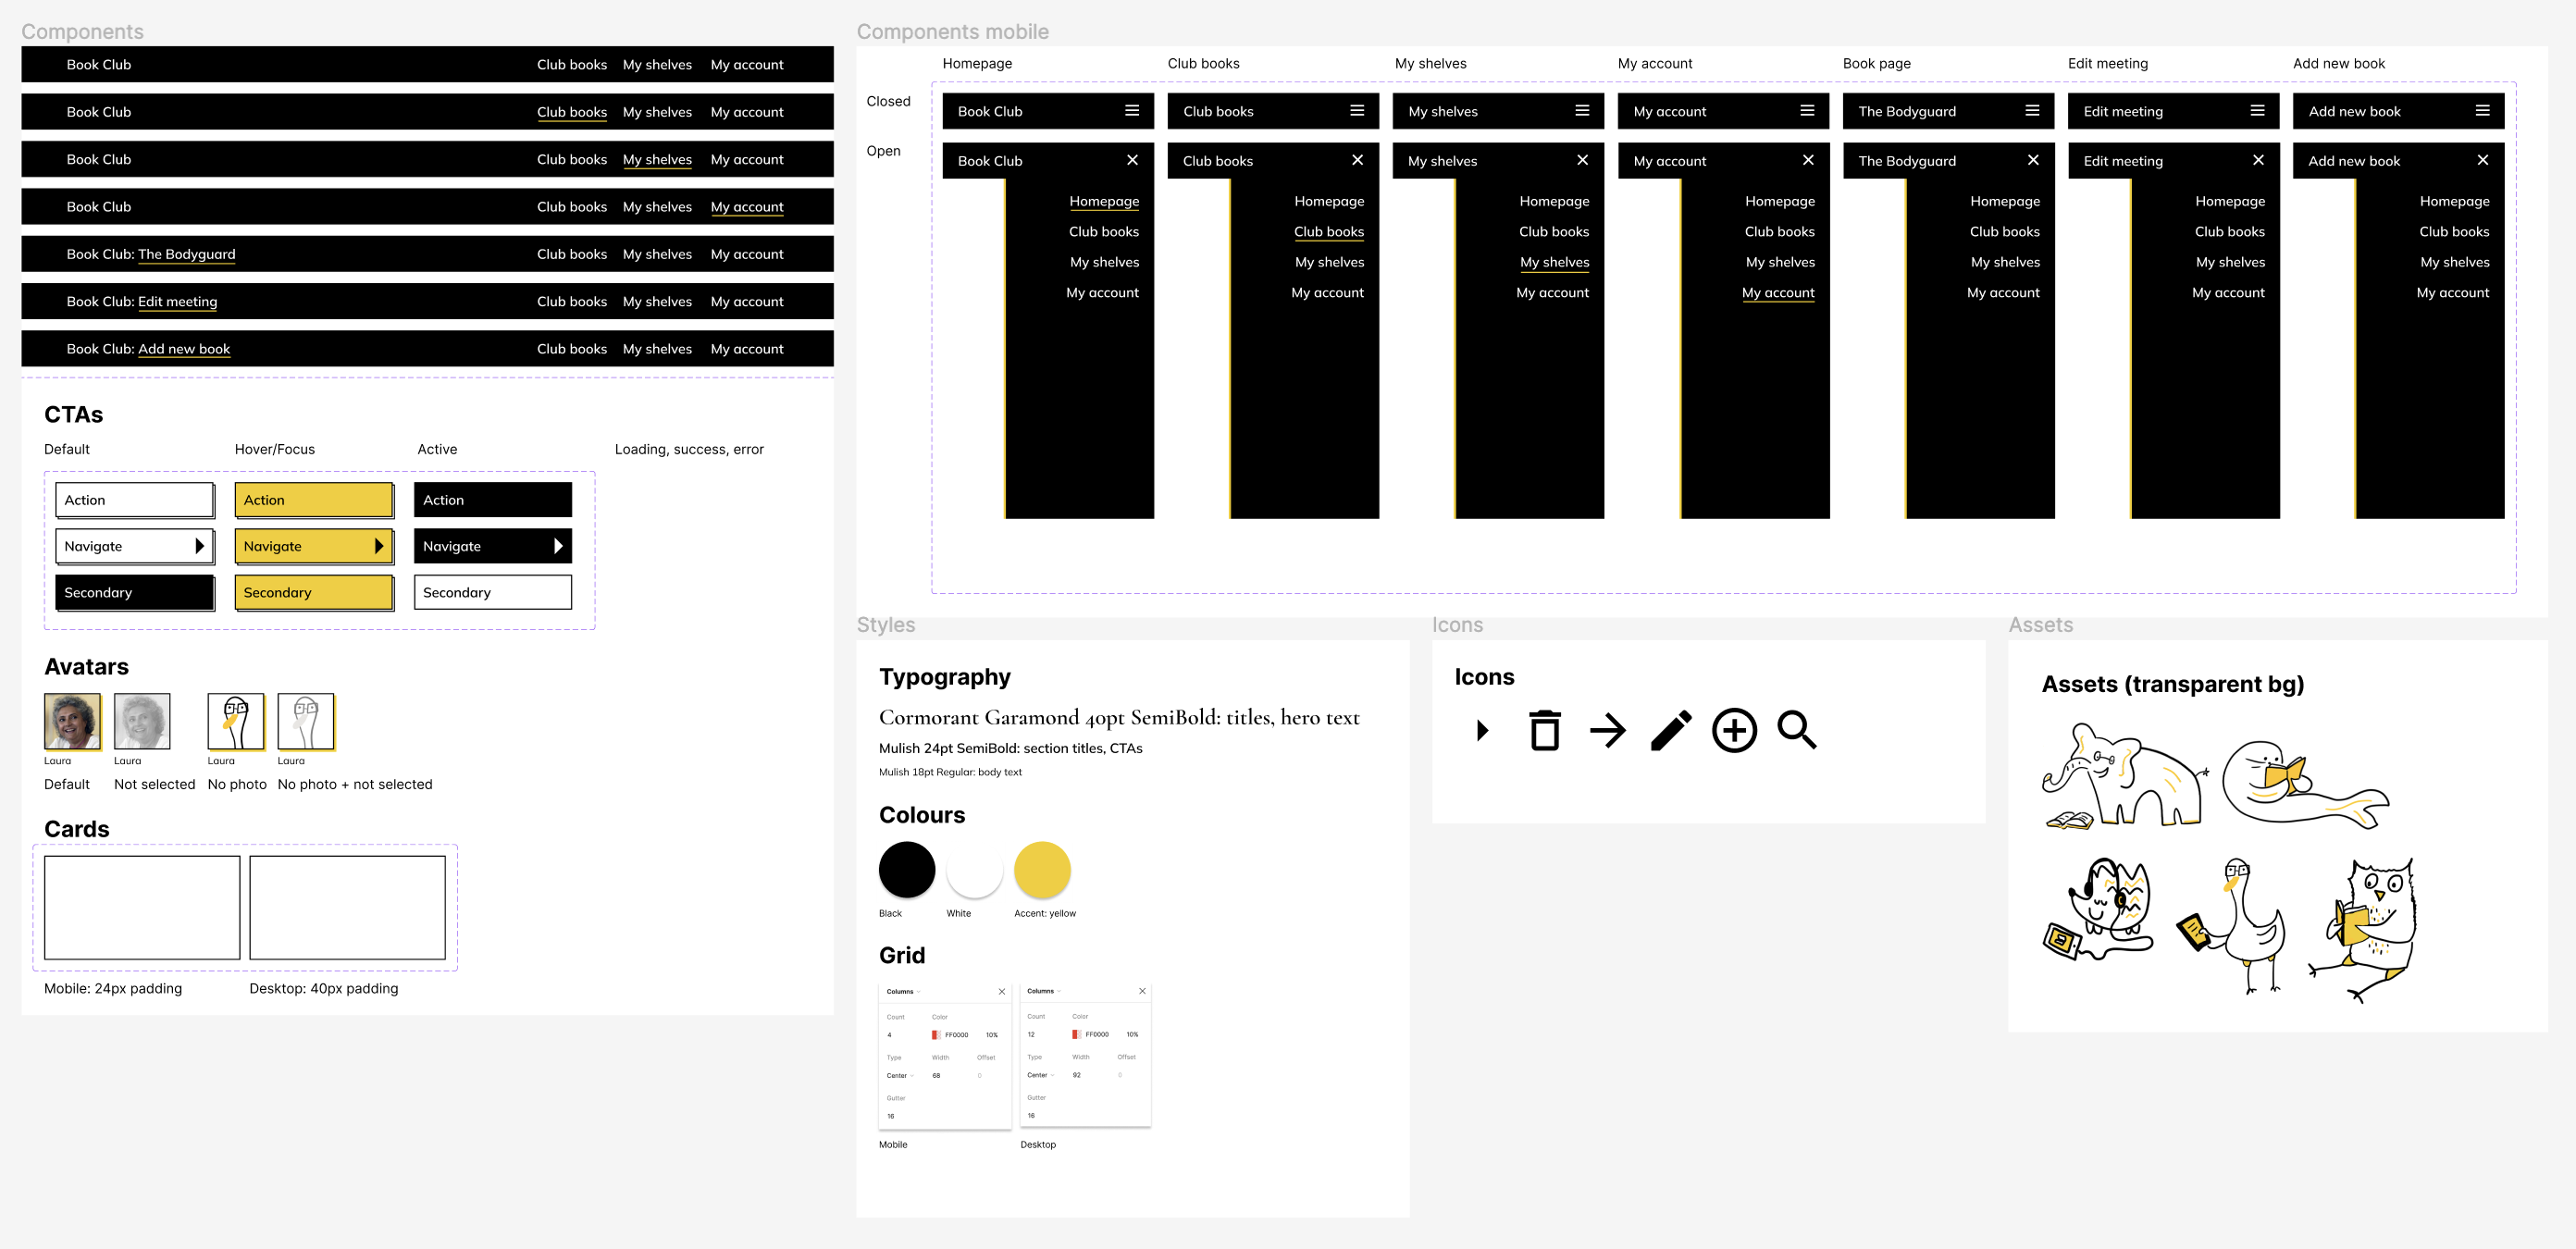 Components
Book Club Club books My shelves My account
Book Club Club books My shelves My account
Book Club Club books My shelves My account
Book Club Club books My shelves My account
Book Club: The Bodyguard Club books My shelves My account
Book Club: Edit meeting Club books My shelves My account
Book Club: Add new book Club books My shelves My account
CTAs
Default Hover/Focus Active Loading, success, error
Action Action Action
Navigate Navigate Navigate
Secondary Secondary Secondary
Avatars
Laura Laura Laura Laura
Default Not selected No photo No photo + not selected
Cards
Mobile: 24px padding Desktop: 40px padding
Components mobile
Homepage Club books My shelves My account Book page Edit meeting Add new book
Closed
Book Club Club books My shelves My account The Bodyguard Edit meeting Add new book
Open
Book Club Club books My shelves My account The Bodyguard Edit meeting Add new book
Homepage Homepage Homepage Homepage Homepage Homepage Homepage
Club books Club books Club books Club books Club books Club books Club books
My shelves My shelves My shelves My shelves My shelves My shelves My shelves
My account My account My account My account My account My account My account
Styles
Typography
Cormorant Garamond 40pt SemiBold: titles, hero text
Mulish 24pt SemiBold: section titles, CTAs
Mulish 18pt Regular: body text
Colours
Black White Accent: yellow
Grid
Columns Columns
Count Color Count Color
4 FF0000 10% 12 FF0000 10%
Type Width Offset Type Width Offset
Center 68 0 Center 92 0
Gutter Gutter
16 16
Mobile Desktop
Icons
Icons
Assets
Assets (transparent bg)